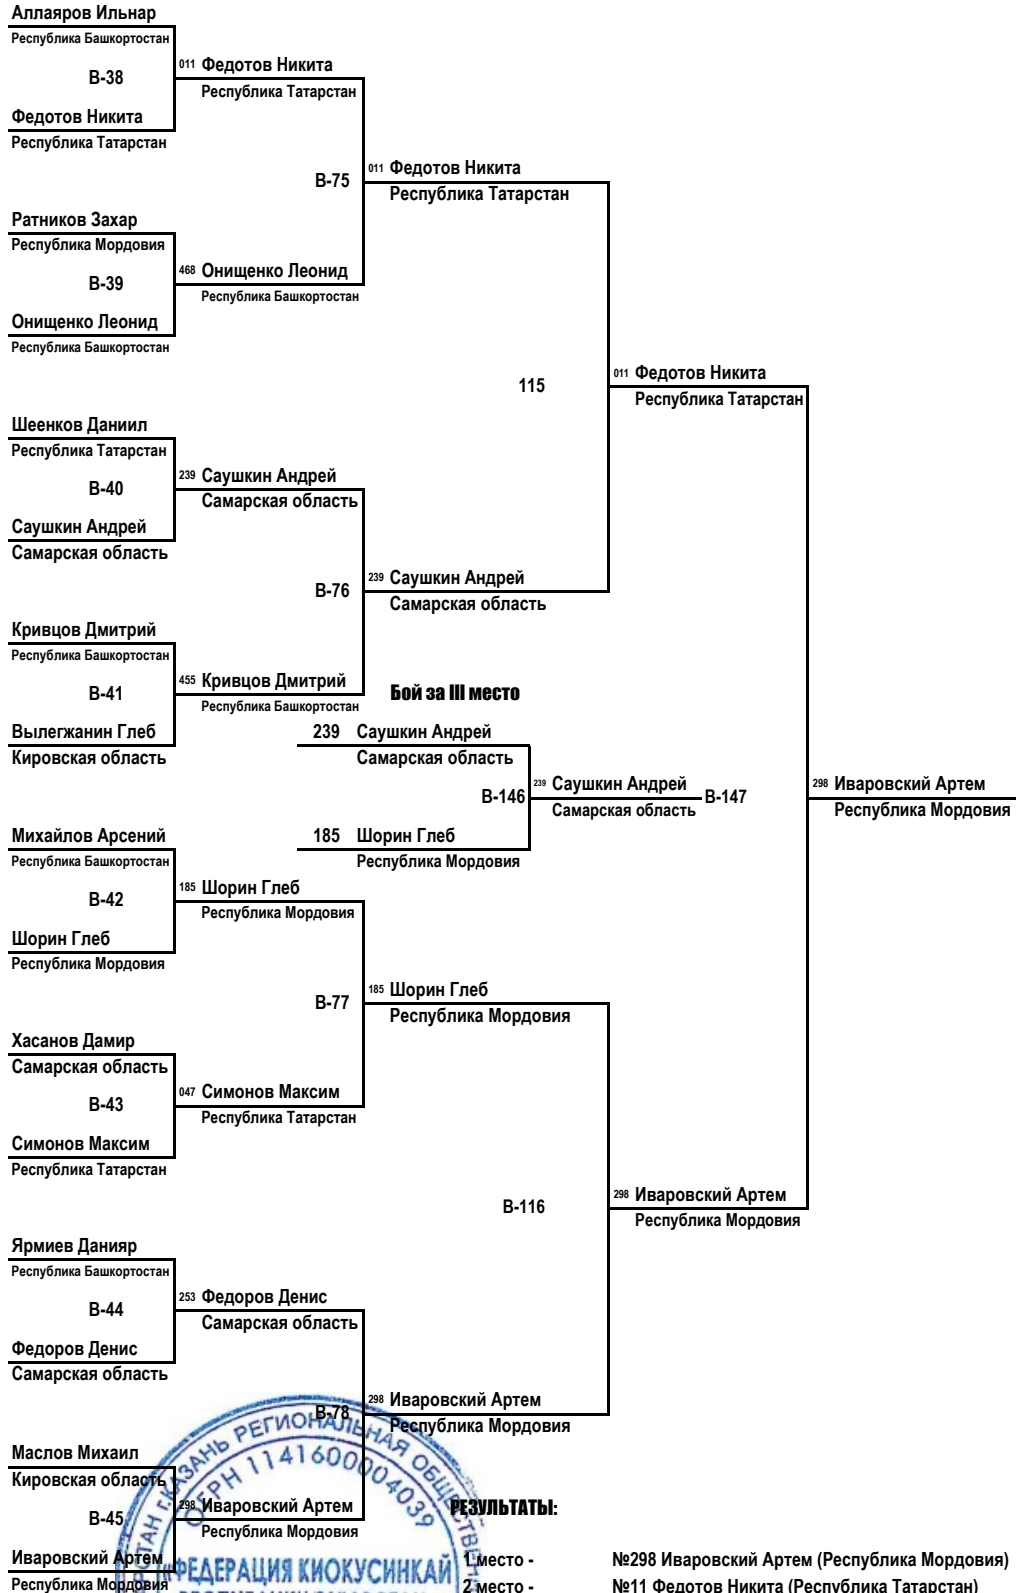 Аллаяров Ильнар
Республика Башкортостан
B-38
011 Федотов Никита
Республика Татарстан
Федотов Никита
Республика Татарстан
B-75
011 Федотов Никита
Республика Татарстан
Ратников Захар
Республика Мордовия
B-39
468 Онищенко Леонид
Республика Башкортостан
Онищенко Леонид
Республика Башкортостан
115
011 Федотов Никита
Республика Татарстан
Шеенков Даниил
Республика Татарстан
B-40
239 Саушкин Андрей
Самарская область
Саушкин Андрей
Самарская область
B-76
239 Саушкин Андрей
Самарская область
Кривцов Дмитрий
Республика Башкортостан
B-41
455 Кривцов Дмитрий
Республика Башкортостан
Вылегжанин Глеб
Кировская область
Бой за III место
239 Саушкин Андрей
Самарская область
B-146
239 Саушкин Андрей
Самарская область
B-147
298 Иваровский Артем
Республика Мордовия
185 Шорин Глеб
Республика Мордовия
Михайлов Арсений
Республика Башкортостан
B-42
185 Шорин Глеб
Республика Мордовия
Шорин Глеб
Республика Мордовия
B-77
185 Шорин Глеб
Республика Мордовия
Хасанов Дамир
Самарская область
B-43
047 Симонов Максим
Республика Татарстан
Симонов Максим
Республика Татарстан
B-116
298 Иваровский Артем
Республика Мордовия
Ярмиев Данияр
Республика Башкортостан
B-44
253 Федоров Денис
Самарская область
Федоров Денис
Самарская область
B-78
298 Иваровский Артем
Республика Мордовия
Маслов Михаил
Кировская область
B-45
298 Иваровский Артем
Республика Мордовия
Иваровский Артем
Республика Мордовия
г.КАЗАНЬ РЕГИОНАЛЬНАЯ
ОГРН 1141600004039
"ФЕДЕРАЦИЯ КИОКУСИНКАЙ
РЕЗУЛЬТАТЫ:
1 место - №298 Иваровский Артем (Республика Мордовия)
2 место - №11 Федотов Никита (Республика Татарстан)